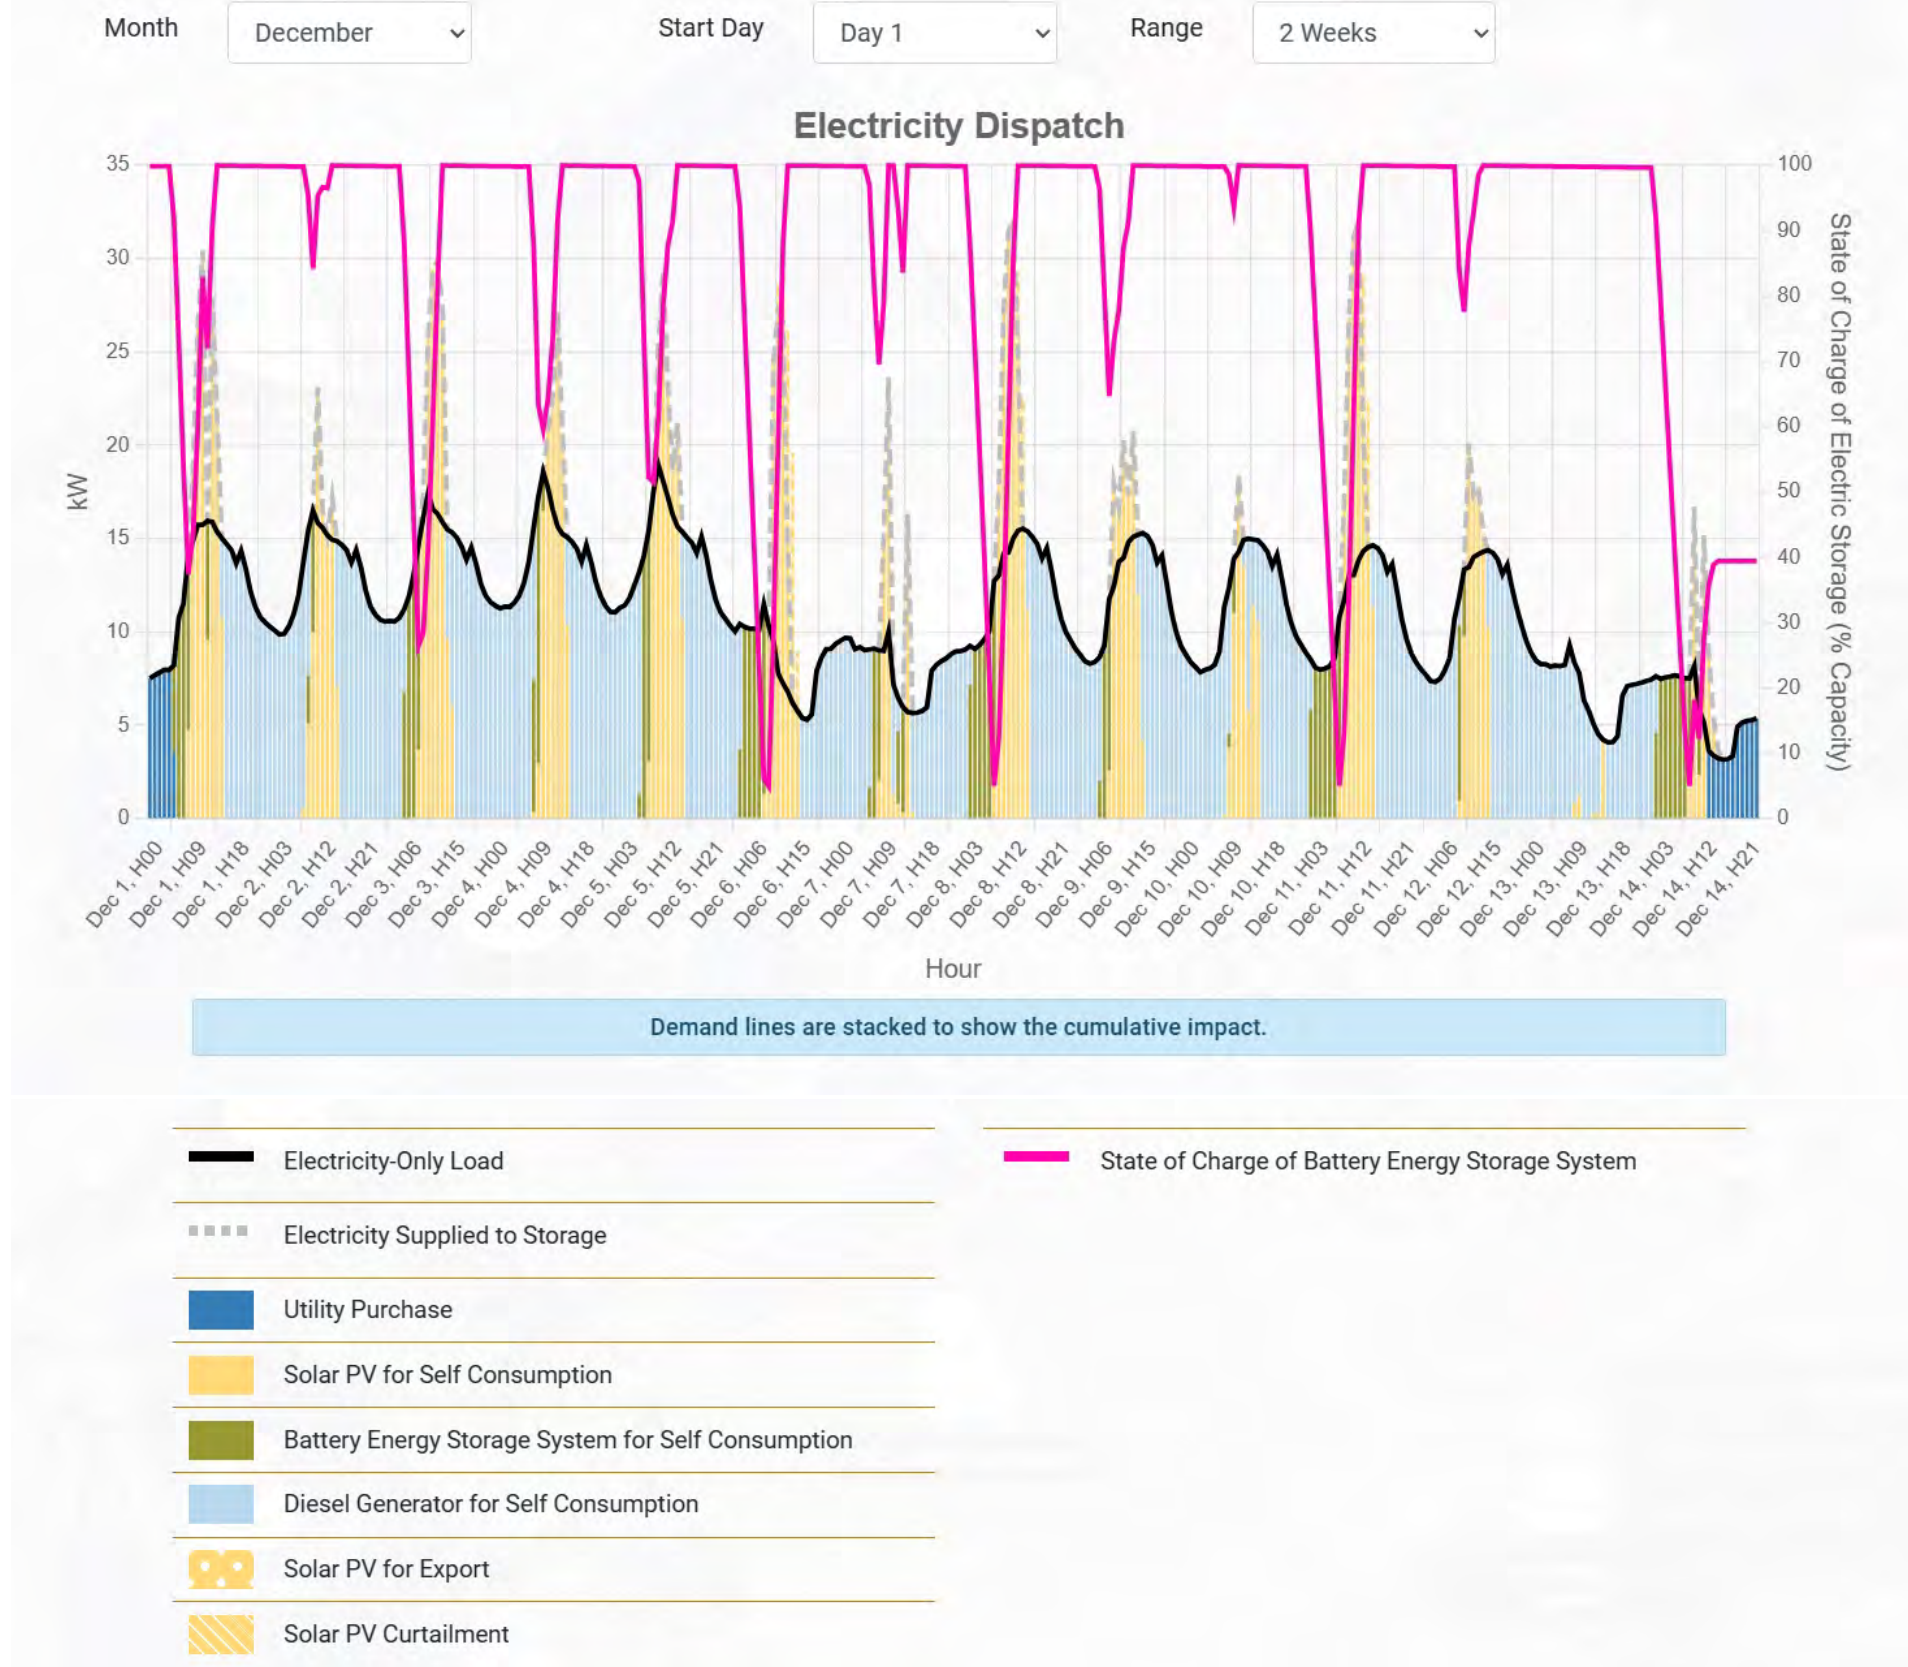 Month December Start Day Day 1 Range 2 Weeks
Electricity Dispatch
35
30
25
20
15
10
5
0
kW
100
90
80
70
60
50
40
30
20
10
0
State of Charge of Electric Storage (% Capacity)
Dec 1, H00
Dec 1, H09
Dec 1, H18
Dec 2, H03
Dec 2, H12
Dec 2, H21
Dec 3, H06
Dec 3, H15
Dec 4, H00
Dec 4, H09
Dec 4, H18
Dec 5, H03
Dec 5, H12
Dec 5, H21
Dec 6, H06
Dec 6, H15
Dec 7, H00
Dec 7, H09
Dec 7, H18
Dec 8, H03
Dec 8, H12
Dec 8, H21
Dec 9, H06
Dec 9, H15
Dec 10, H00
Dec 10, H09
Dec 10, H18
Dec 11, H03
Dec 11, H12
Dec 11, H21
Dec 12, H06
Dec 12, H15
Dec 13, H00
Dec 13, H09
Dec 13, H18
Dec 14, H03
Dec 14, H12
Dec 14, H21
Hour
Demand lines are stacked to show the cumulative impact.
Electricity-Only Load
State of Charge of Battery Energy Storage System
Electricity Supplied to Storage
Utility Purchase
Solar PV for Self Consumption
Battery Energy Storage System for Self Consumption
Diesel Generator for Self Consumption
Solar PV for Export
Solar PV Curtailment